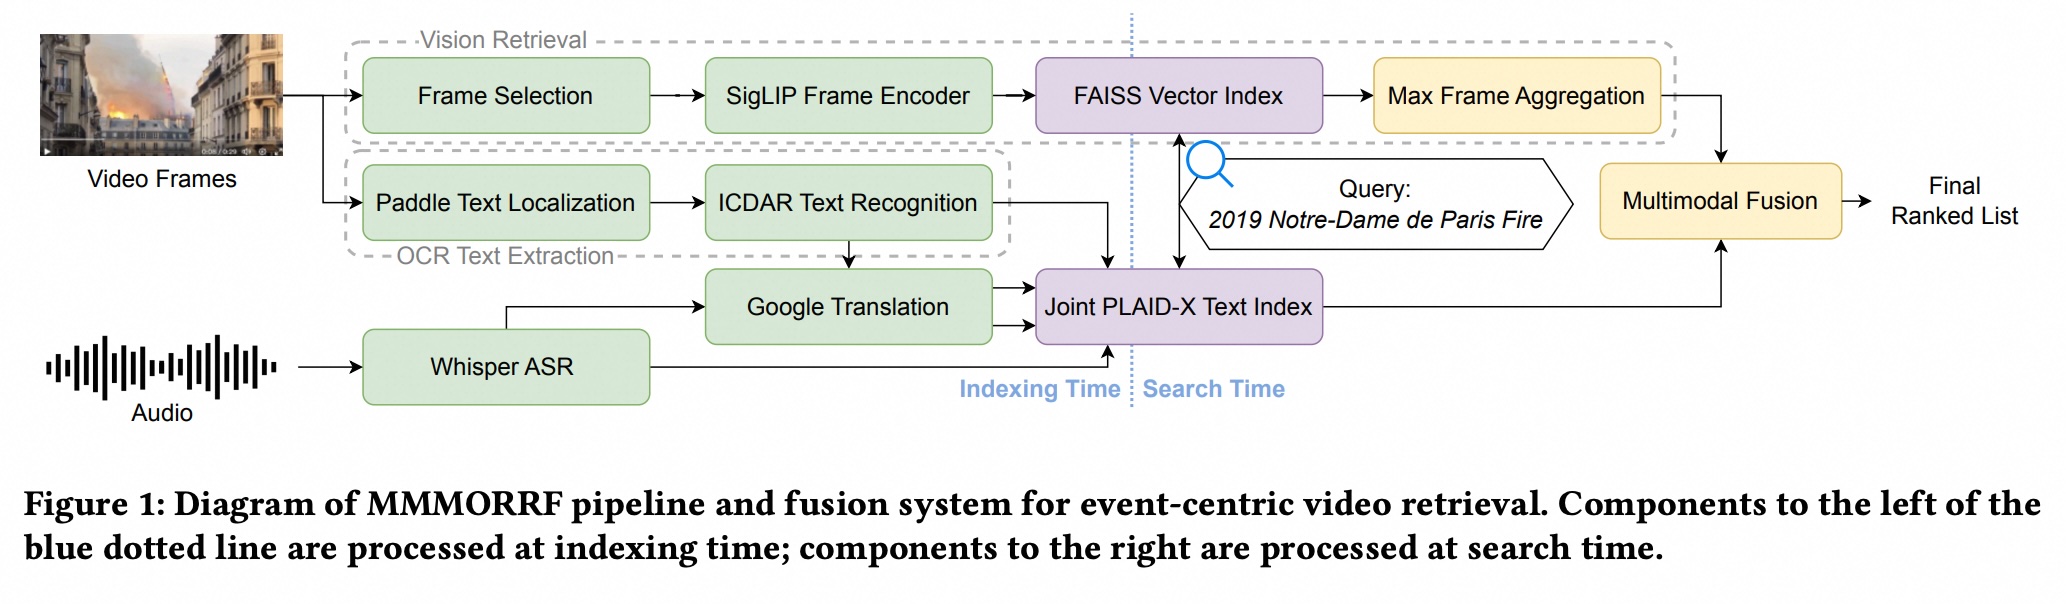 Vision Retrieval
Frame Selection
SigLIP Frame Encoder
FAISS Vector Index
Max Frame Aggregation
0:05 / 0:29
Video Frames
Paddle Text Localization
ICDAR Text Recognition
OCR Text Extraction
Query:
2019 Notre-Dame de Paris Fire
Multimodal Fusion
Final
Ranked List
Google Translation
Joint PLAID-X Text Index
Whisper ASR
Audio
Indexing Time
Search Time
Figure 1: Diagram of MMMORRF pipeline and fusion system for event-centric video retrieval. Components to the left of the
blue dotted line are processed at indexing time; components to the right are processed at search time.